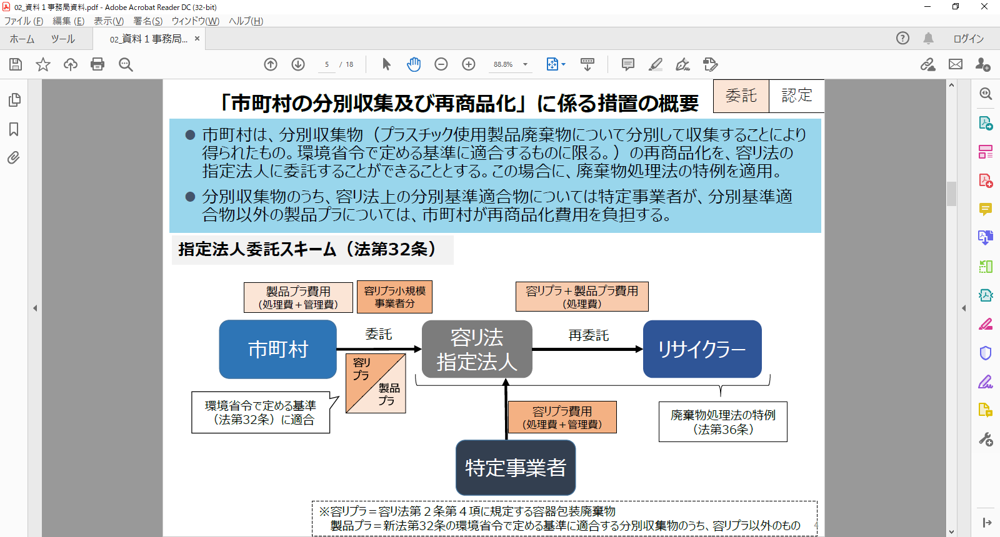 02_資料１事務局資料.pdf - Adobe Acrobat Reader DC (32-bit)
ファイル(F) 編集(E) 表示(V) 署名(S) ウィンドウ(W) ヘルプ(H)
ホーム ツール 02_資料１事務局... × ログイン
5 / 18 88.8%
「市町村の分別収集及び再商品化」に係る措置の概要
委託 認定
● 市町村は、分別収集物（プラスチック使用製品廃棄物について分別して収集することにより
得られたもの。環境省令で定める基準に適合するものに限る。）の再商品化を、容リ法の
指定法人に委託することができることとする。この場合に、廃棄物処理法の特例を適用。
● 分別収集物のうち、容リ法上の分別基準適合物については特定事業者が、分別基準適
合物以外の製品プラについては、市町村が再商品化費用を負担する。
指定法人委託スキーム（法第32条）
製品プラ費用
（処理費＋管理費）
容リプラ小規模
事業者分
容リプラ＋製品プラ費用
（処理費）
市町村
委託
容リ法
指定法人
再委託
リサイクラー
容リ
プラ
製品
プラ
環境省令で定める基準
（法第32条）に適合
容リプラ費用
（処理費＋管理費）
廃棄物処理法の特例
（法第36条）
特定事業者
※容リプラ＝容リ法第２条第４項に規定する容器包装廃棄物
製品プラ＝新法第32条の環境省令で定める基準に適合する分別収集物のうち、容リプラ以外のもの
4